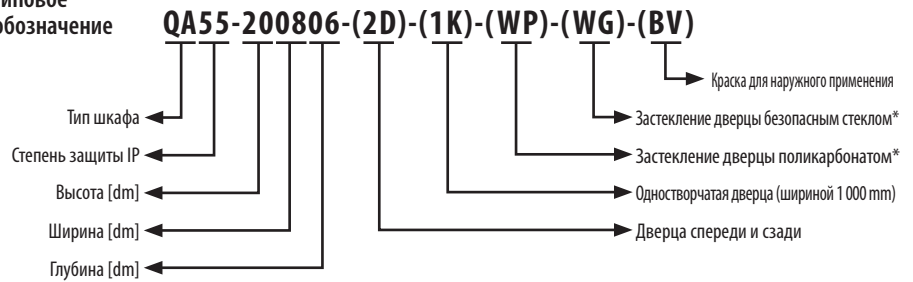 обозначение QA55-200806-(2D)-(1K)-(WP)-(WG)-(BV)
Краска для наружного применения
Тип шкафа
Застекление дверцы безопасным стеклом*
Степень защиты IP
Застекление дверцы поликарбонатом*
Высота [dm]
Одностворчатая дверца (шириной 1 000 mm)
Ширина [dm]
Дверца спереди и сзади
Глубина [dm]